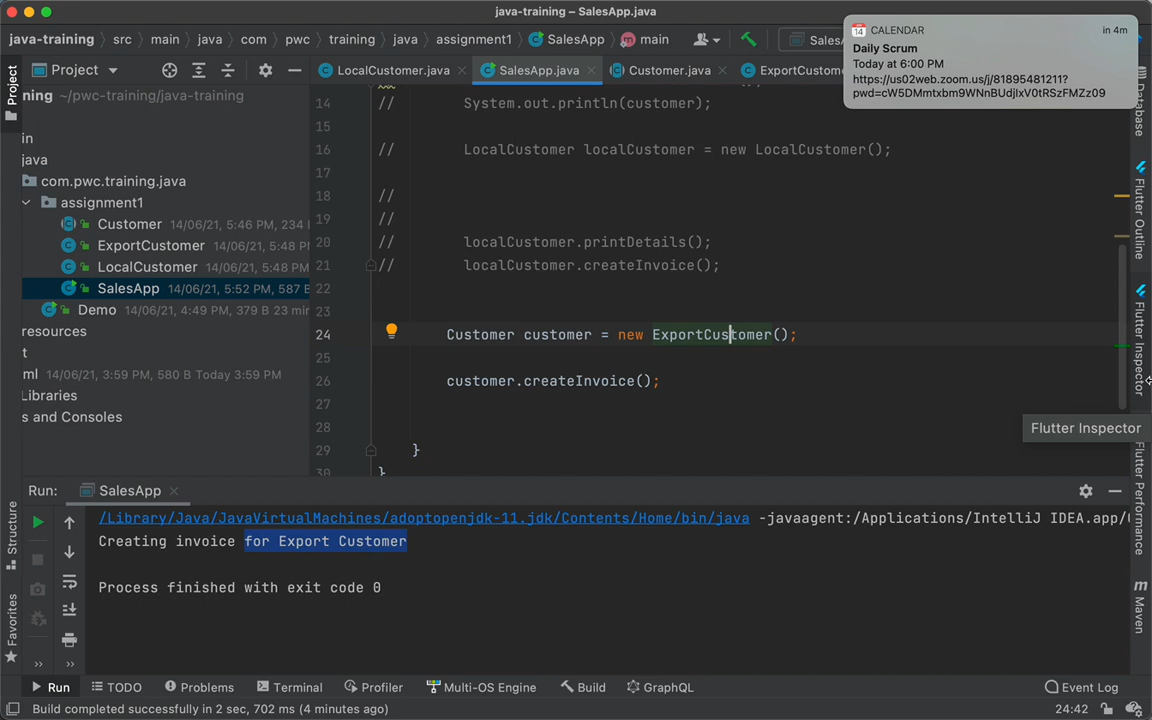 java-training – SalesApp.java
java-training
src
main
java
com
pwc
training
java
assignment1
SalesApp
main
CALENDAR
in 4m
Daily Scrum
Today at 6:00 PM
https://us02web.zoom.us/j/81895481211?
pwd=cW5DMmtxbm9WNnBUdjlxV0tRSzFMZz09
Project
Project
LocalCustomer.java
SalesApp.java
Customer.java
ning ~/pwc-training/java-training
in
java
com.pwc.training.java
assignment1
Customer 14/06/21, 5:46 PM, 234
ExportCustomer 14/06/21, 5:48 P
LocalCustomer 14/06/21, 5:48 PM
SalesApp 14/06/21, 5:52 PM, 587 B
Demo 14/06/21, 4:49 PM, 379 B 23 min
resources
t
ml 14/06/21, 3:59 PM, 580 B Today 3:59 PM
Libraries
s and Consoles
14 // System.out.println(customer);
15
16 // LocalCustomer localCustomer = new LocalCustomer();
17
18 //
19 //
20 // localCustomer.printDetails();
21 // localCustomer.createInvoice();
22
23
24 Customer customer = new ExportCustomer();
25
26 customer.createInvoice();
27
28
29 }
30 }
Database
Flutter Outline
Flutter Inspector
Flutter Inspector
Flutter Performance
Maven
Structure
Favorites
Run:
SalesApp
/Library/Java/JavaVirtualMachines/adoptopenjdk-11.jdk/Contents/Home/bin/java -javaagent:/Applications/IntelliJ IDEA.app/
Creating invoice for Export Customer
Process finished with exit code 0
Run
TODO
Problems
Terminal
Profiler
Multi-OS Engine
Build
GraphQL
Event Log
Build completed successfully in 2 sec, 702 ms (4 minutes ago)
24:42